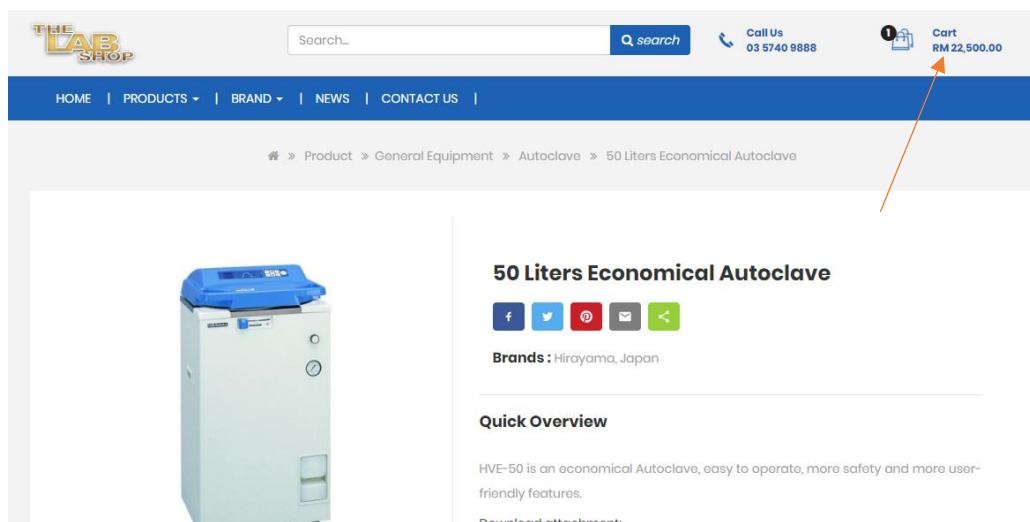 THE
LAB
SHOP
Search...
search
Call Us
03 5740 9888
1
Cart
RM 22,500.00
HOME | PRODUCTS | BRAND | NEWS | CONTACT US |
» Product » General Equipment » Autoclave » 50 Liters Economical Autoclave
50 Liters Economical Autoclave
Brands : Hirayama, Japan
Quick Overview
HVE-50 is an economical Autoclave, easy to operate, more safety and more user-
friendly features.
Download attachment: